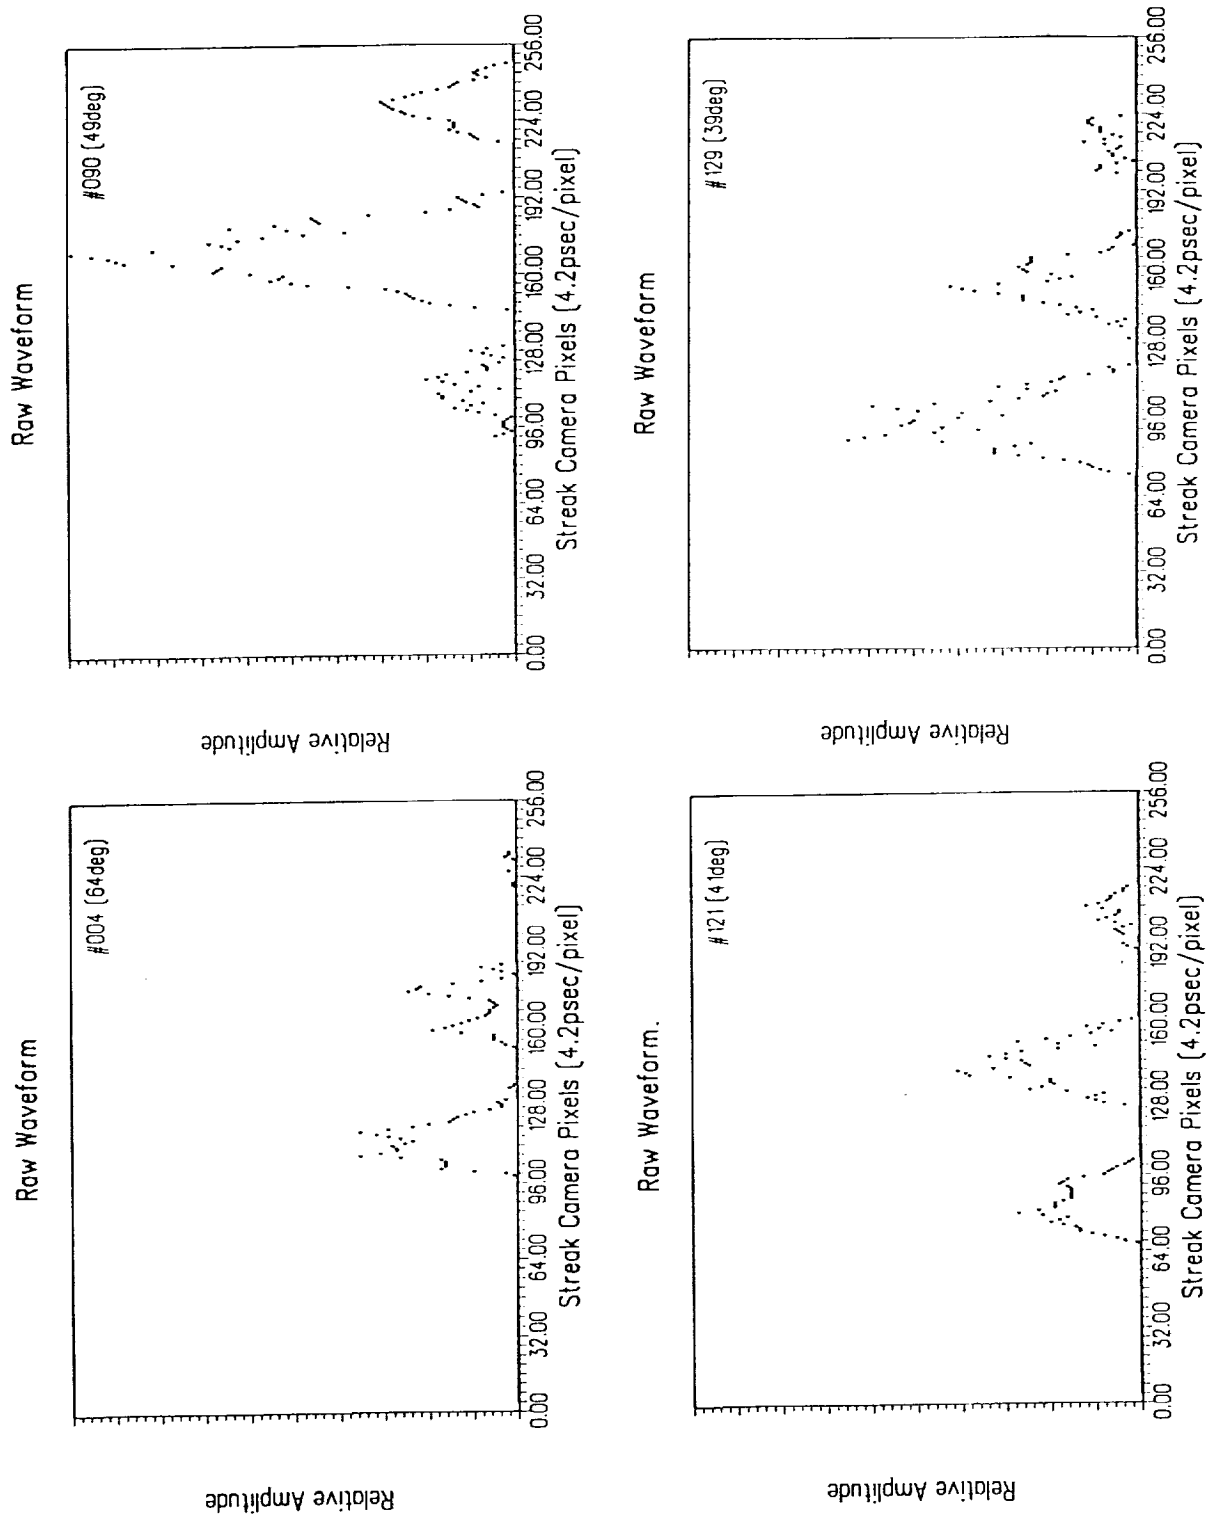 Raw Waveform
#004 (64deg)
Relative Amplitude
0.00 32.00 64.00 96.00 128.00 160.00 192.00 224.00 256.00
Streak Camera Pixels (4.2psec/pixel)
Raw Waveform
#090 (49deg)
Relative Amplitude
0.00 32.00 64.00 96.00 128.00 160.00 192.00 224.00 256.00
Streak Camera Pixels (4.2psec/pixel)
Raw Waveform.
#121 (41deg)
Relative Amplitude
0.00 32.00 64.00 96.00 128.00 160.00 192.00 224.00 256.00
Streak Camera Pixels (4.2psec/pixel)
Raw Waveform
#129 (39deg)
Relative Amplitude
0.00 32.00 64.00 96.00 128.00 160.00 192.00 224.00 256.00
Streak Camera Pixels (4.2psec/pixel)